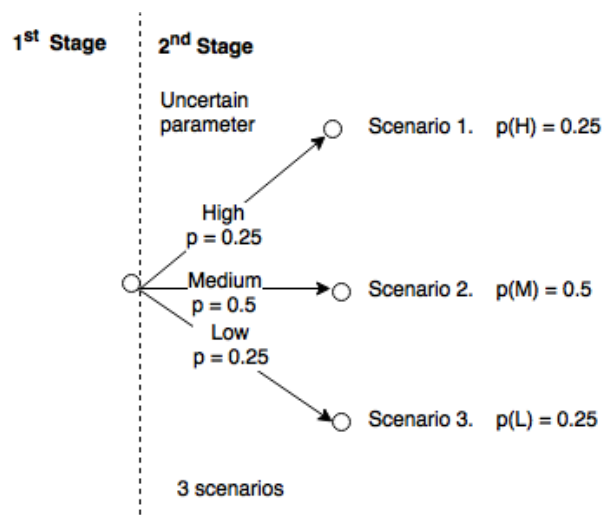 1st Stage
2nd Stage
Uncertain
parameter
Scenario 1. p(H) = 0.25
High
p = 0.25
Medium
p = 0.5
Scenario 2. p(M) = 0.5
Low
p = 0.25
Scenario 3. p(L) = 0.25
3 scenarios